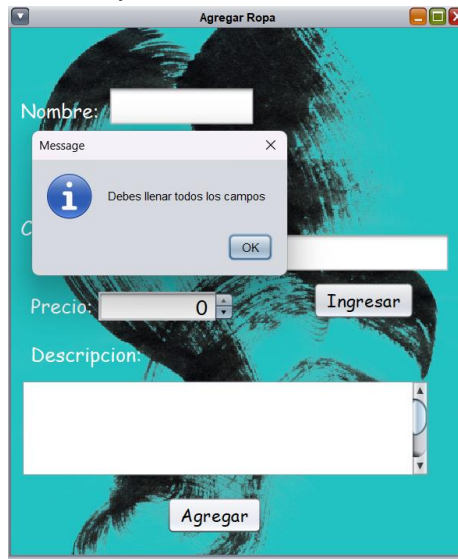 Agregar Ropa
Nombre:
Message
Debes llenar todos los campos
OK
Precio: 0
Ingresar
Descripcion:
Agregar